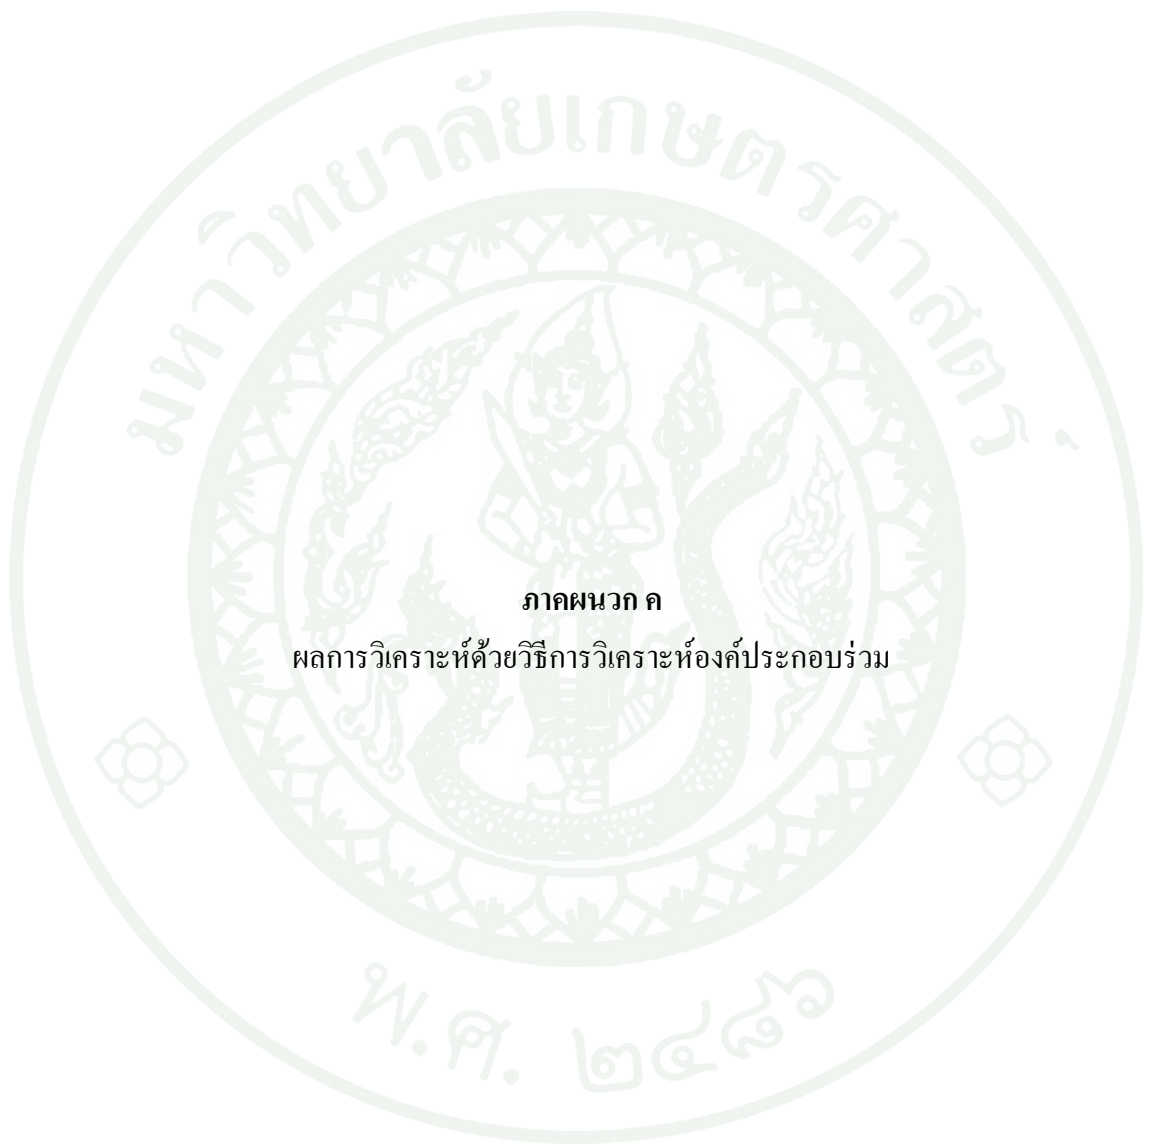 มหาวิทยาลัยเกษตรศาสตร์
ภาคผนวก ค
ผลการวิเคราะห์ด้วยวิธีการวิเคราะห์องค์ประกอบร่วม
พ.ศ. ๒๔๘๖